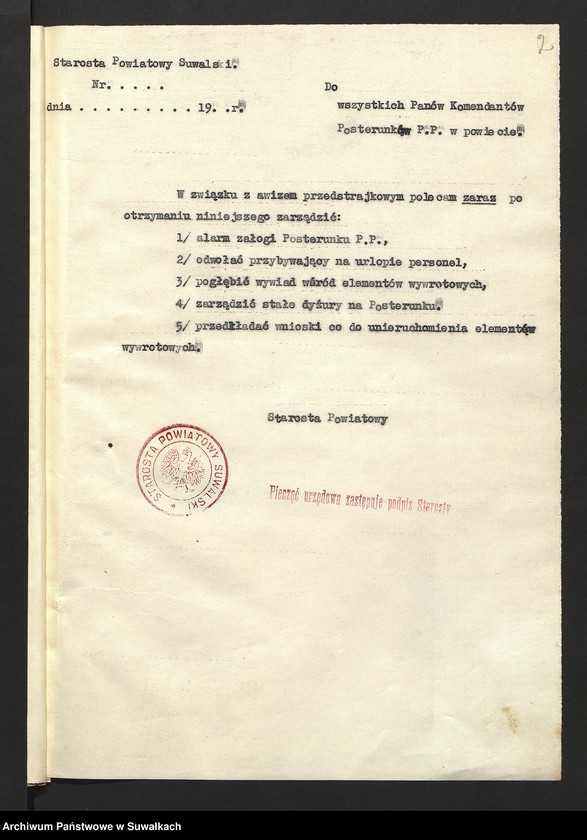 2
Starosta Powiatowy Suwalski.
Nr. . . . .
dnia . . . . . . . . . . 19. .r.
Do
wszystkich Panów Komendantów
Posterunków P.P. w powiecie.
W związku z awizem przedstrajkowym polecam zaraz po
otrzymaniu niniejszego zarządzić:
1/ alarm załogi Posterunku P.P.,
2/ odwołać przybywający na urlopie personel,
3/ pogłębić wywiad wśród elementów wywrotowych,
4/ zarządzić stałe dyżury na Posterunku.
5/ przedkładać wnioski co do unieruchomienia elementów
wywrotowych.
Starosta Powiatowy
STAROSTA POWIATOWY SUWALSKI *
Pieczęć urzędowa zastępuje podpis Starosty
Archiwum Państwowe w Suwałkach